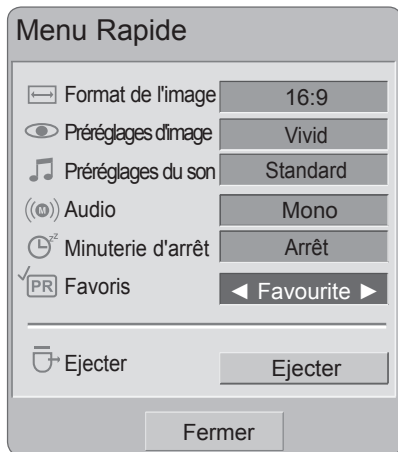 Menu Rapide
Format de l'image 16:9
Préréglages d'image Vivid
Préréglages du son Standard
((M)) Audio Mono
zz Minuterie d'arrêt Arrêt
PR Favoris ◄ Favourite ►
Ejecter Ejecter
Fermer